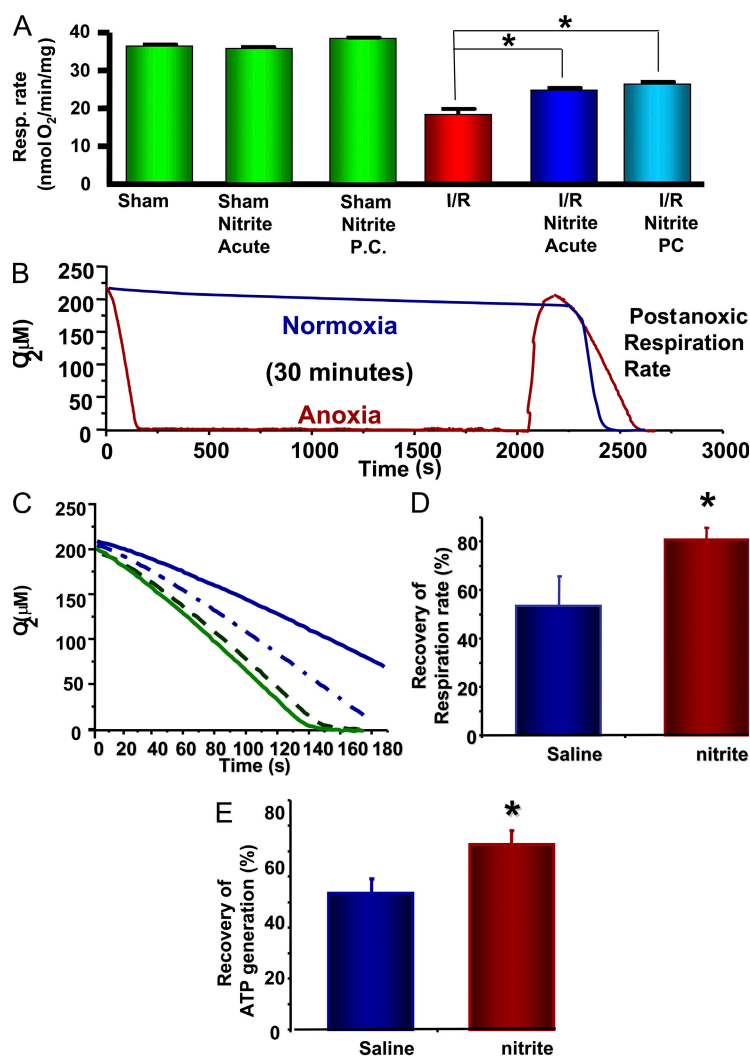 A
Resp. rate
(nmol O2/min/mg)
40
30
20
10
0
*
*
Sham
Sham
Nitrite
Acute
Sham
Nitrite
P.C.
I/R
I/R
Nitrite
Acute
I/R
Nitrite
PC
B
O2(μM)
250
200
150
100
50
0
Normoxia
(30 minutes)
Anoxia
Postanoxic
Respiration
Rate
0
500
1000
1500
2000
2500
3000
Time (s)
C
O2(μM)
250
200
150
100
50
0
0
20
40
60
80
100
120
140
160
180
Time (s)
D
Recovery of
Respiration rate (%)
80
60
40
20
0
*
Saline
nitrite
E
Recovery of
ATP generation (%)
80
60
40
20
0
*
Saline
nitrite